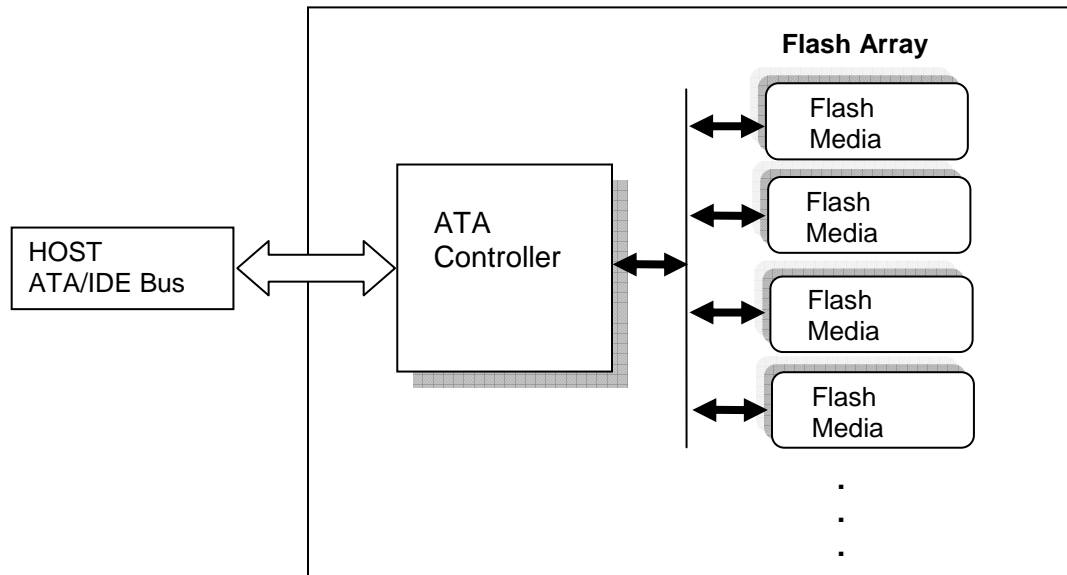 Flash Array
Flash
Media
Flash
Media
Flash
Media
Flash
Media
ATA
Controller
HOST
ATA/IDE Bus
.
.
.